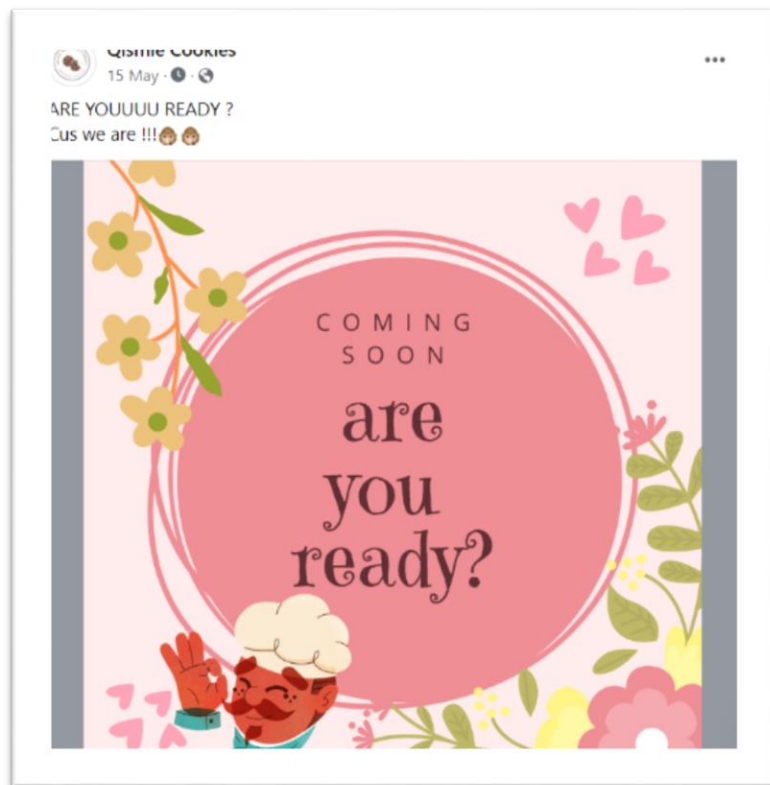 Qismie Cookies
15 May
ARE YOUUUU READY ?
Cus we are !!!
COMING
SOON
are
you
ready?